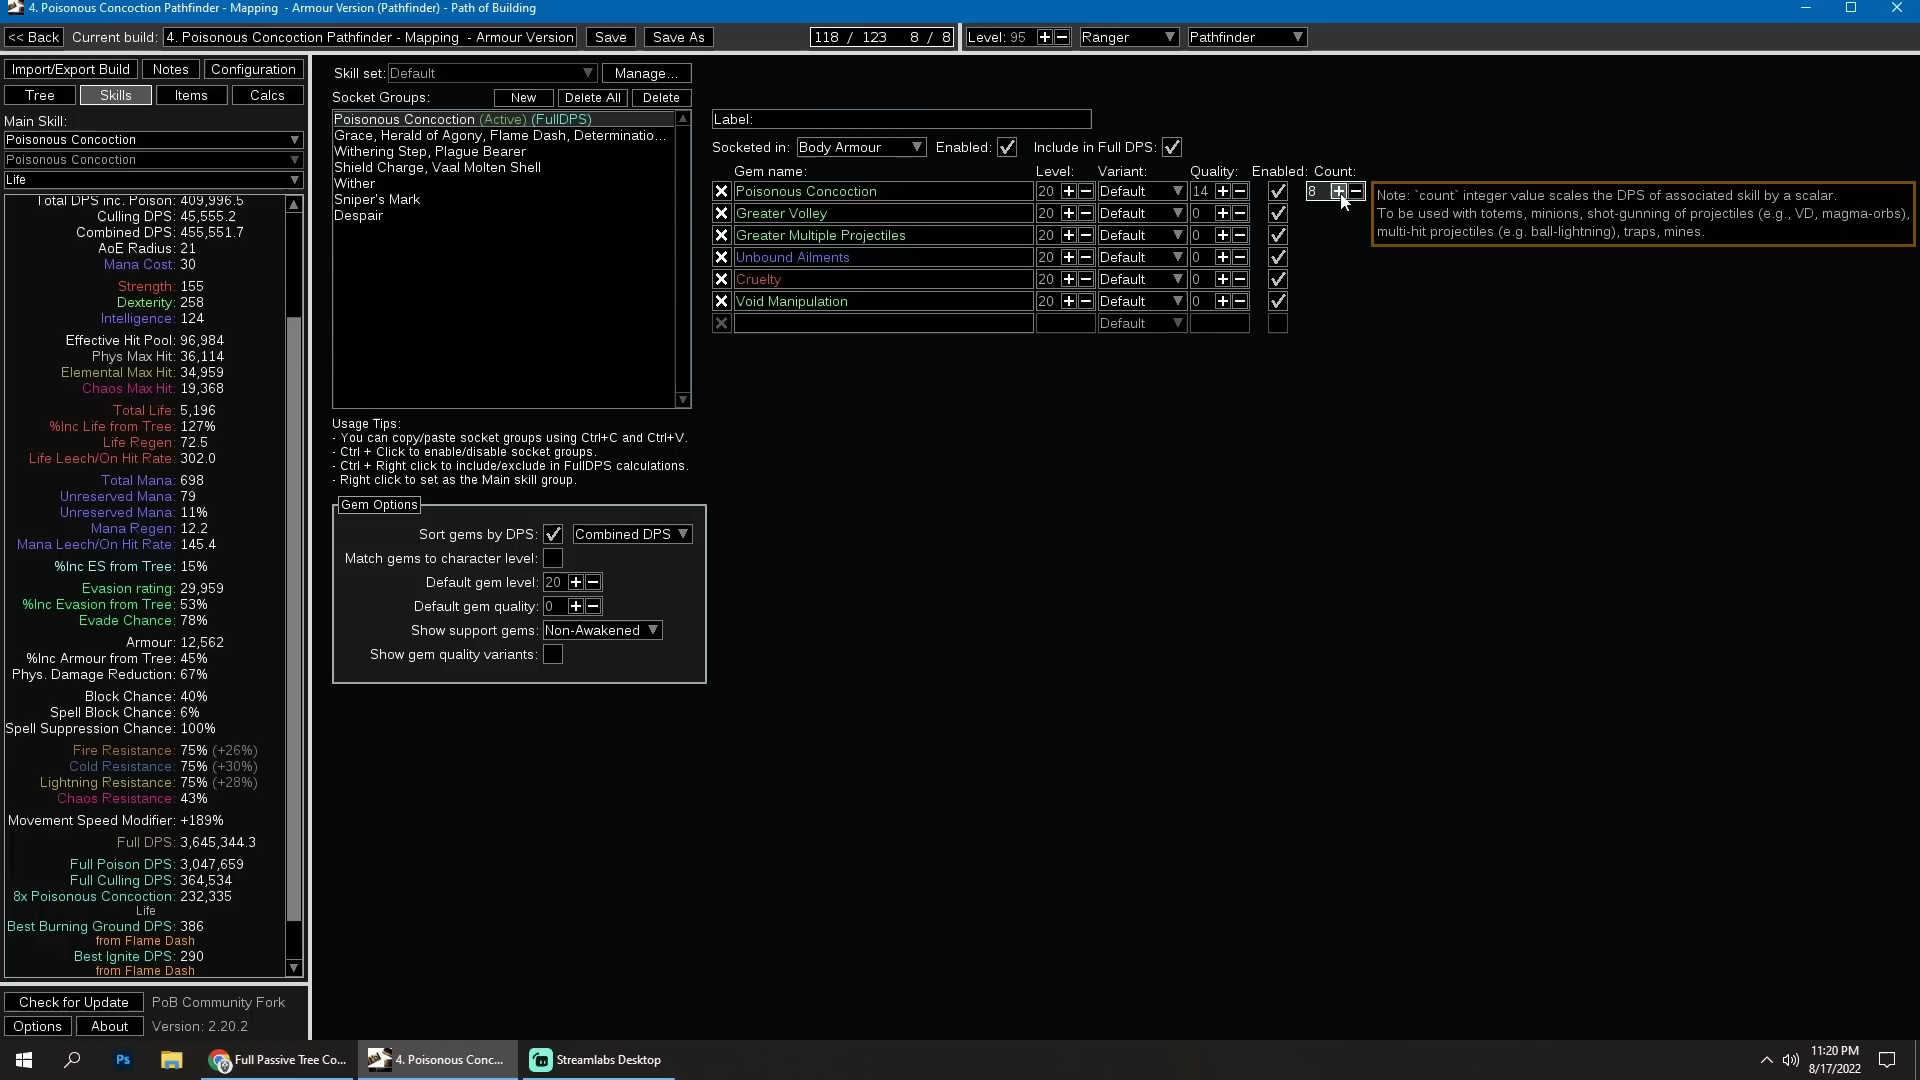 4. Poisonous Concoction Pathfinder - Mapping  - Armour Version (Pathfinder) - Path of Building
<< Back Current build: 4. Poisonous Concoction Pathfinder - Mapping  - Armour Version Save Save As 118 / 123 8 / 8 Level: 95 Ranger Pathfinder
Import/Export Build Notes Configuration
Tree Skills Items Calcs
Main Skill:
Poisonous Concoction
Poisonous Concoction
Life
Total DPS inc. Poison: 409,996.5
Culling DPS: 45,555.2
Combined DPS: 455,551.7
AoE Radius: 21
Mana Cost: 30
Strength: 155
Dexterity: 258
Intelligence: 124
Effective Hit Pool: 96,984
Phys Max Hit: 36,114
Elemental Max Hit: 34,959
Chaos Max Hit: 19,368
Total Life: 5,196
%Inc Life from Tree: 127%
Life Regen: 72.5
Life Leech/On Hit Rate: 302.0
Total Mana: 698
Unreserved Mana: 79
Unreserved Mana: 11%
Mana Regen: 12.2
Mana Leech/On Hit Rate: 145.4
%Inc ES from Tree: 15%
Evasion rating: 29,959
%Inc Evasion from Tree: 53%
Evade Chance: 78%
Armour: 12,562
%Inc Armour from Tree: 45%
Phys. Damage Reduction: 67%
Block Chance: 40%
Spell Block Chance: 6%
Spell Suppression Chance: 100%
Fire Resistance: 75% (+26%)
Cold Resistance: 75% (+30%)
Lightning Resistance: 75% (+28%)
Chaos Resistance: 43%
Movement Speed Modifier: +189%
Full DPS: 3,645,344.3
Full Poison DPS: 3,047,659
Full Culling DPS: 364,534
8x Poisonous Concoction: 232,335
Life
Best Burning Ground DPS: 386
from Flame Dash
Best Ignite DPS: 290
from Flame Dash
Check for Update PoB Community Fork
Options About Version: 2.20.2
Skill set: Default Manage...
Socket Groups: New Delete All Delete
Poisonous Concoction (Active) (FullDPS)
Grace, Herald of Agony, Flame Dash, Determinatio...
Withering Step, Plague Bearer
Shield Charge, Vaal Molten Shell
Wither
Sniper's Mark
Despair
Usage Tips:
- You can copy/paste socket groups using Ctrl+C and Ctrl+V.
- Ctrl + Click to enable/disable socket groups.
- Ctrl + Right click to include/exclude in FullDPS calculations.
- Right click to set as the Main skill group.
Gem Options
Sort gems by DPS: Combined DPS
Match gems to character level:
Default gem level: 20
Default gem quality: 0
Show support gems: Non-Awakened
Show gem quality variants:
Label:
Socketed in: Body Armour Enabled: Include in Full DPS:
Gem name: Level: Variant: Quality: Enabled: Count:
Poisonous Concoction 20 Default 14 8
Greater Volley 20 Default 0
Greater Multiple Projectiles 20 Default 0
Unbound Ailments 20 Default 0
Cruelty 20 Default 0
Void Manipulation 20 Default 0
Default
Note: `count` integer value scales the DPS of associated skill by a scalar.
To be used with totems, minions, shot-gunning of projectiles (e.g., VD, magma-orbs),
multi-hit projectiles (e.g. ball-lightning), traps, mines.
Ps Full Passive Tree Co... 4. Poisonous Conc... Streamlabs Desktop 11:20 PM
8/17/2022